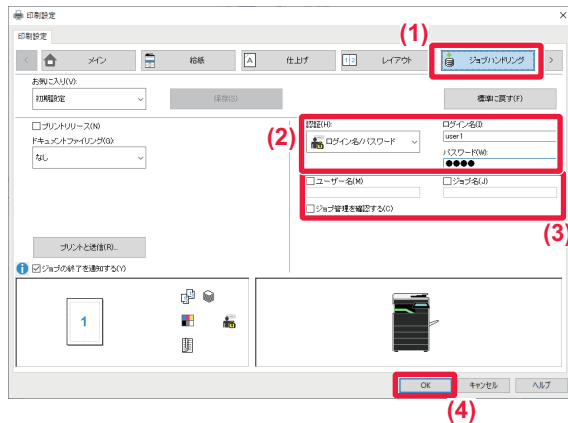 印刷設定
印刷設定
(1)
メイン
給紙
仕上げ
レイアウト
ジョブハンドリング
お気に入り(V):
初期設定
保存(S)
標準に戻す(F)
プリントリリース(N)
ドキュメントファイリング(G):
なし
(2)
認証(H):
ログイン名/パスワード
ログイン名(I):
user1
パスワード(W):
ユーザー名(M)
ジョブ名(J)
ジョブ管理を確認する(C)
(3)
プリントと送信(R)...
ジョブの終了を通知する(Y)
1
OK
キャンセル
ヘルプ
(4)